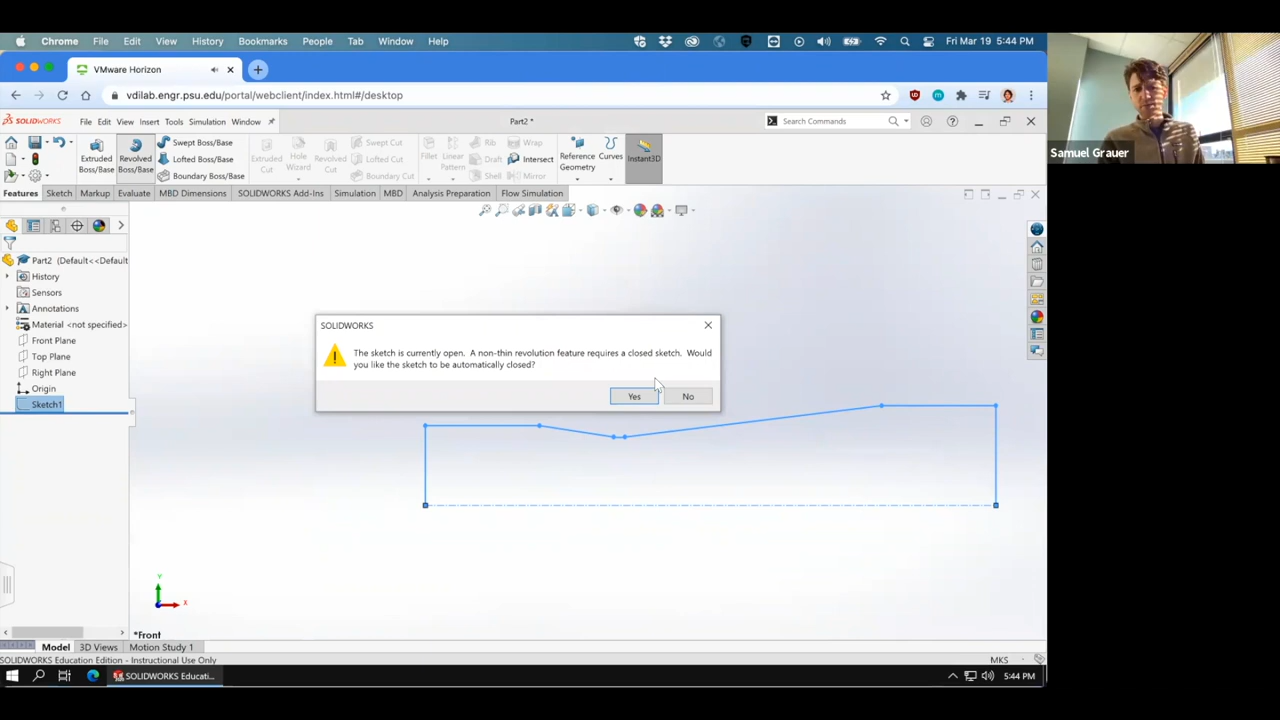 Chrome File Edit View History Bookmarks People Tab Window Help Fri Mar 19 5:44 PM
VMware Horizon
vdilab.engr.psu.edu/portal/webclient/index.html#/desktop
SOLIDWORKS File Edit View Insert Tools Simulation Window Part2 * Search Commands
Extruded Boss/Base
Revolved Boss/Base
Swept Boss/Base
Lofted Boss/Base
Boundary Boss/Base
Extruded Cut
Hole Wizard
Revolved Cut
Swept Cut
Lofted Cut
Boundary Cut
Fillet
Linear Pattern
Rib
Draft
Shell
Wrap
Intersect
Mirror
Reference Geometry
Curves
Instant3D
Features Sketch Markup Evaluate MBD Dimensions SOLIDWORKS Add-Ins Simulation MBD Analysis Preparation Flow Simulation
Part2 (Default<<Default
History
Sensors
Annotations
Material <not specified>
Front Plane
Top Plane
Right Plane
Origin
Sketch1
SOLIDWORKS
The sketch is currently open. A non-thin revolution feature requires a closed sketch. Would
you like the sketch to be automatically closed?
Yes No
Y
X
*Front
Model 3D Views Motion Study 1
SOLIDWORKS Education Edition - Instructional Use Only MKS
SOLIDWORKS Educati... 5:44 PM
Samuel Grauer